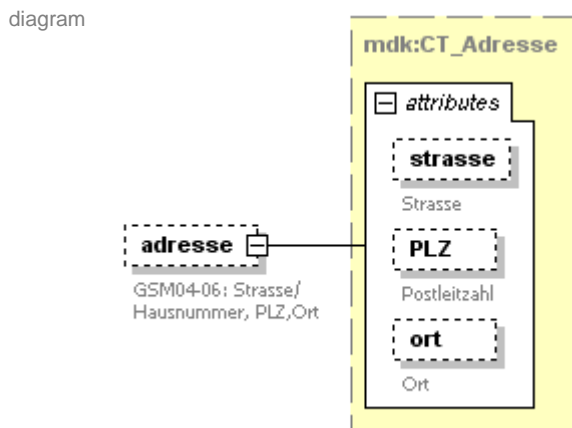 diagram
mdk:CT_Adresse
attributes
strasse
Strasse
adresse
GSM04-06: Strasse/
Hausnummer, PLZ,Ort
PLZ
Postleitzahl
ort
Ort